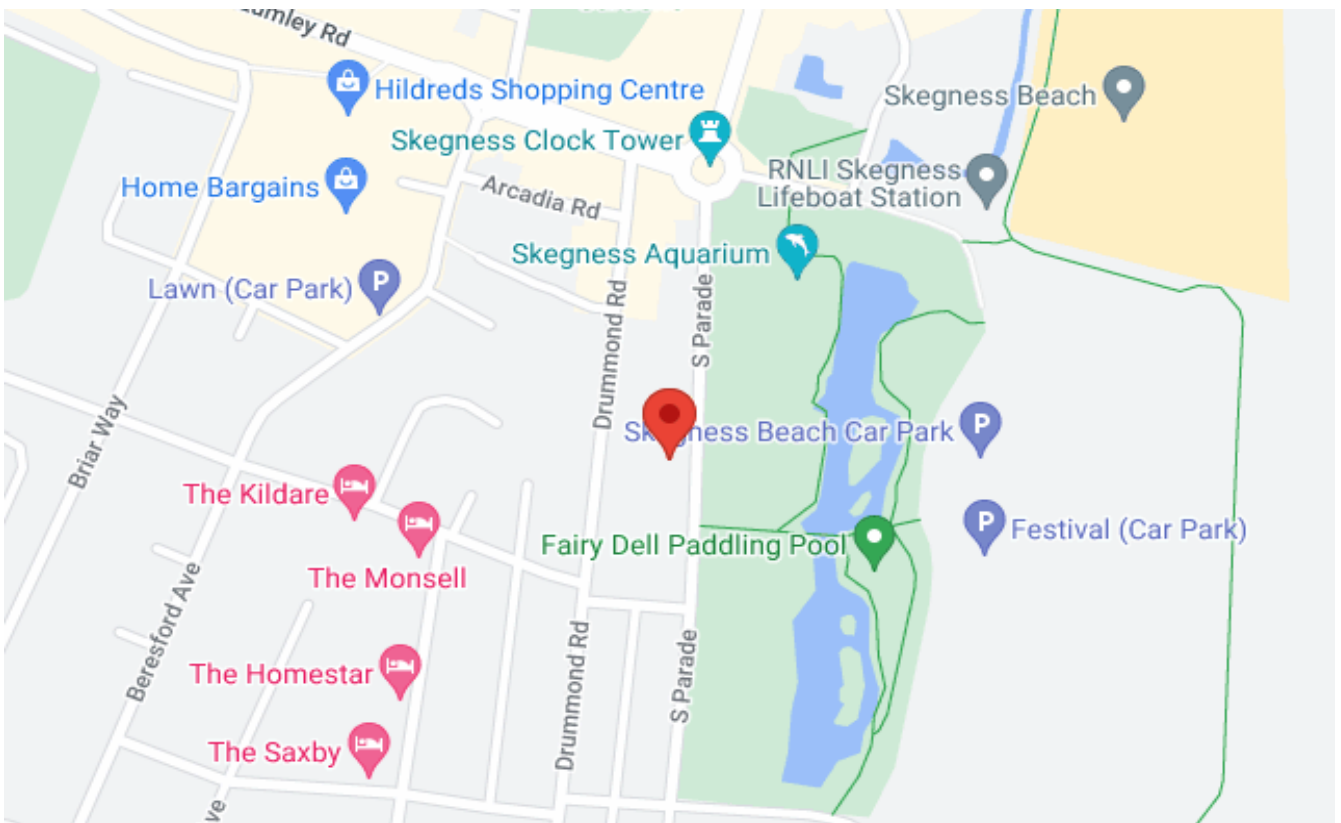 umley Rd
Hildreds Shopping Centre
Skegness Beach
Skegness Clock Tower
RNLI Skegness
Lifeboat Station
Home Bargains
Arcadia Rd
Skegness Aquarium
Lawn (Car Park)
S Parade
Drummond Rd
Briar Way
Skegness Beach Car Park
The Kildare
Festival (Car Park)
Fairy Dell Paddling Pool
The Monsell
Beresford Ave
The Homestar
S Parade
Drummond Rd
The Saxby
ve